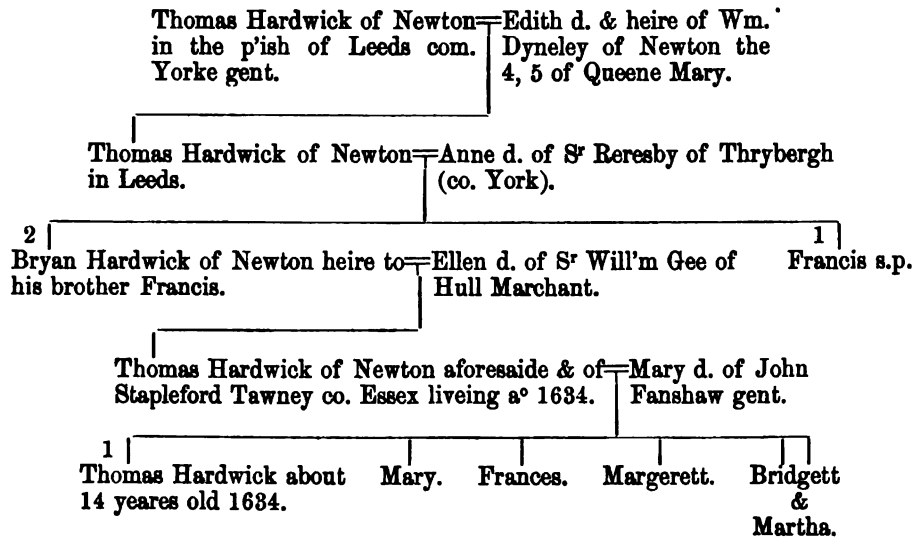 Thomas Hardwick of Newton=Edith d. & heire of Wm.
in the p'ish of Leeds com. Dyneley of Newton the
Yorke gent. 4, 5 of Queene Mary.
Thomas Hardwick of Newton=Anne d. of Sr Reresby of Thrybergh
in Leeds. (co. York).
2 1
Bryan Hardwick of Newton heire to=Ellen d. of Sr Will'm Gee of Francis s.p.
his brother Francis. Hull Marchant.
Thomas Hardwick of Newton aforesaide & of=Mary d. of John
Stapleford Tawney co. Essex liveing ao 1634. Fanshaw gent.
1
Thomas Hardwick about Mary. Frances. Margerett. Bridgett
14 yeares old 1634. &
Martha.